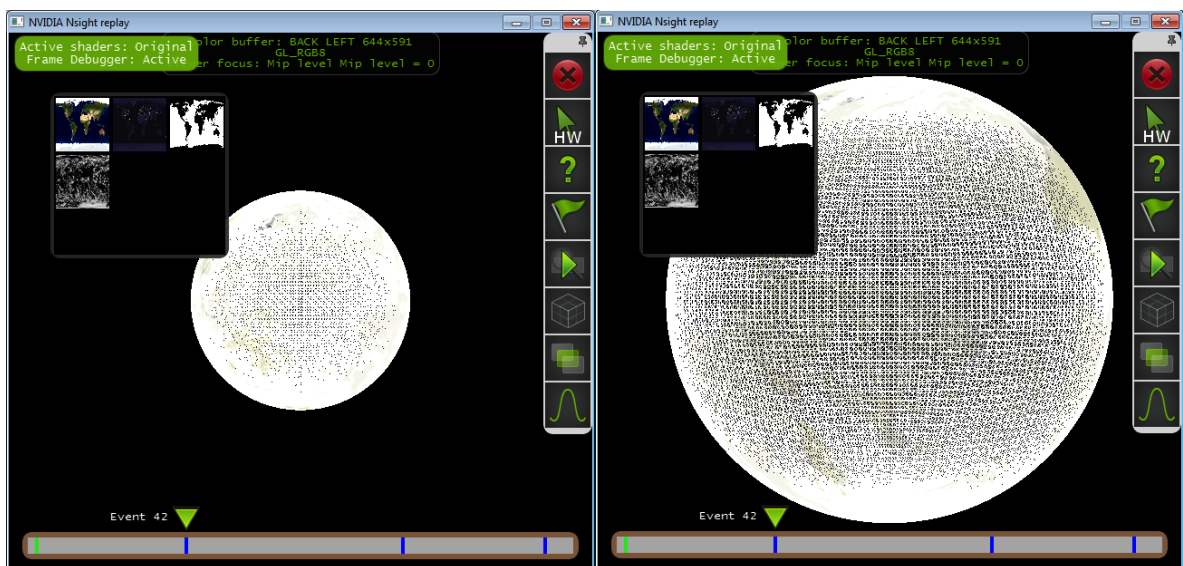 NVIDIA Nsight replay
Active shaders: Original
Frame Debugger: Active
olor buffer: BACK LEFT 644x591
GL_RGB8
er focus: Mip level Mip level = 0
HW
?
Event 42
NVIDIA Nsight replay
Active shaders: Original
Frame Debugger: Active
olor buffer: BACK LEFT 644x591
GL_RGB8
er focus: Mip level Mip level = 0
HW
?
Event 42